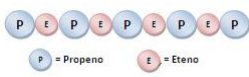 P E P E P E P E P
P = Propeno E = Eteno